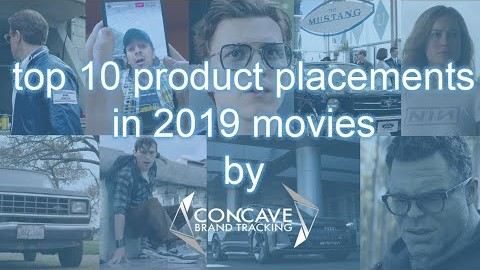 MUSTANG
top 10 product placements
in 2019 movies
by
CONCAVE
BRAND TRACKING
NIN